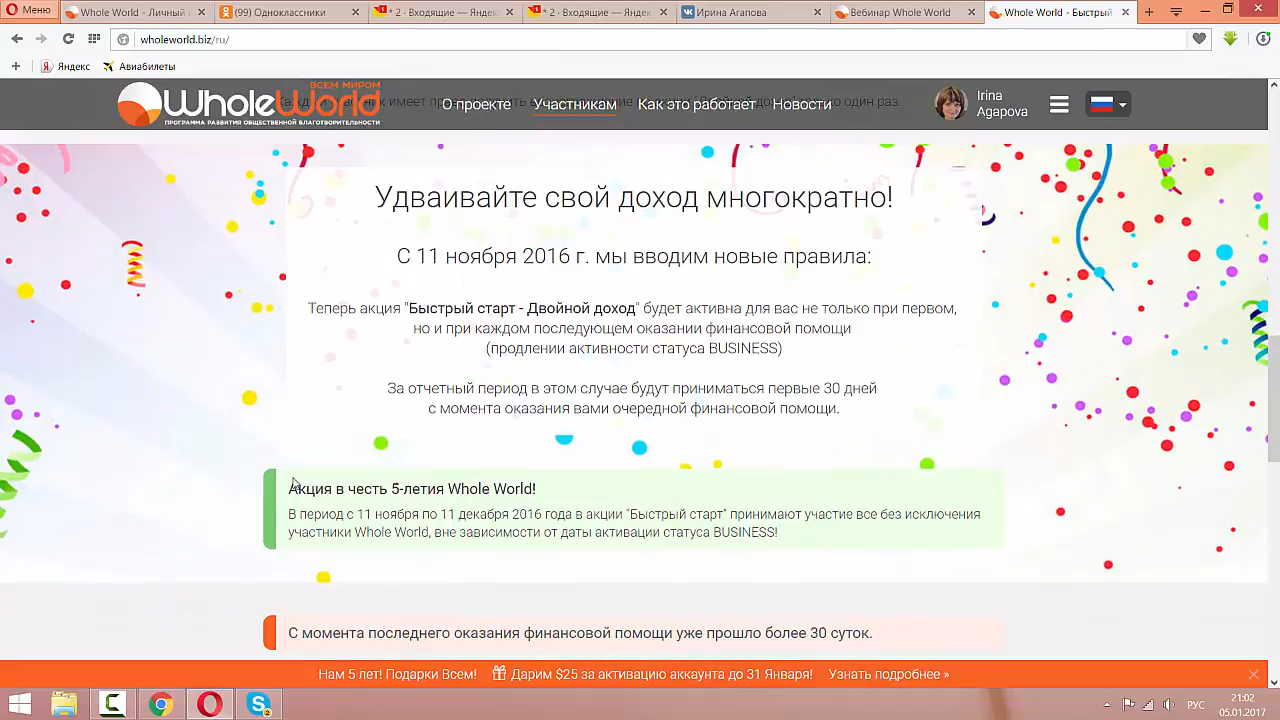 Меню
Whole World - Личный
(99) Одноклассники
* 2 · Входящие — Яндек
* 2 · Входящие — Яндекс
Ирина Агапова
Вебинар Whole World
Whole World - Быстрый
wholeworld.biz/ru/
Яндекс
Авиабилеты
ВСЕМ МИРОМ
WholeWorld
ПРОГРАММА РАЗВИТИЯ ОБЩЕСТВЕННОЙ БЛАГОТВОРИТЕЛЬНОСТИ
О проекте
Участникам
Как это работает
Новости
Irina
Agapova
Удваивайте свой доход многократно!
С 11 ноября 2016 г. мы вводим новые правила:
Теперь акция "Быстрый старт - Двойной доход" будет активна для вас не только при первом,
но и при каждом последующем оказании финансовой помощи
(продлении активности статуса BUSINESS)
За отчетный период в этом случае будут приниматься первые 30 дней
с момента оказания вами очередной финансовой помощи.
Акция в честь 5-летия Whole World!
В период с 11 ноября по 11 декабря 2016 года в акции "Быстрый старт" принимают участие все без исключения
участники Whole World, вне зависимости от даты активации статуса BUSINESS!
С момента последнего оказания финансовой помощи уже прошло более 30 суток.
Нам 5 лет! Подарки Всем! Дарим $25 за активацию аккаунта до 31 Января! Узнать подробнее »
РУС
21:02
05.01.2017